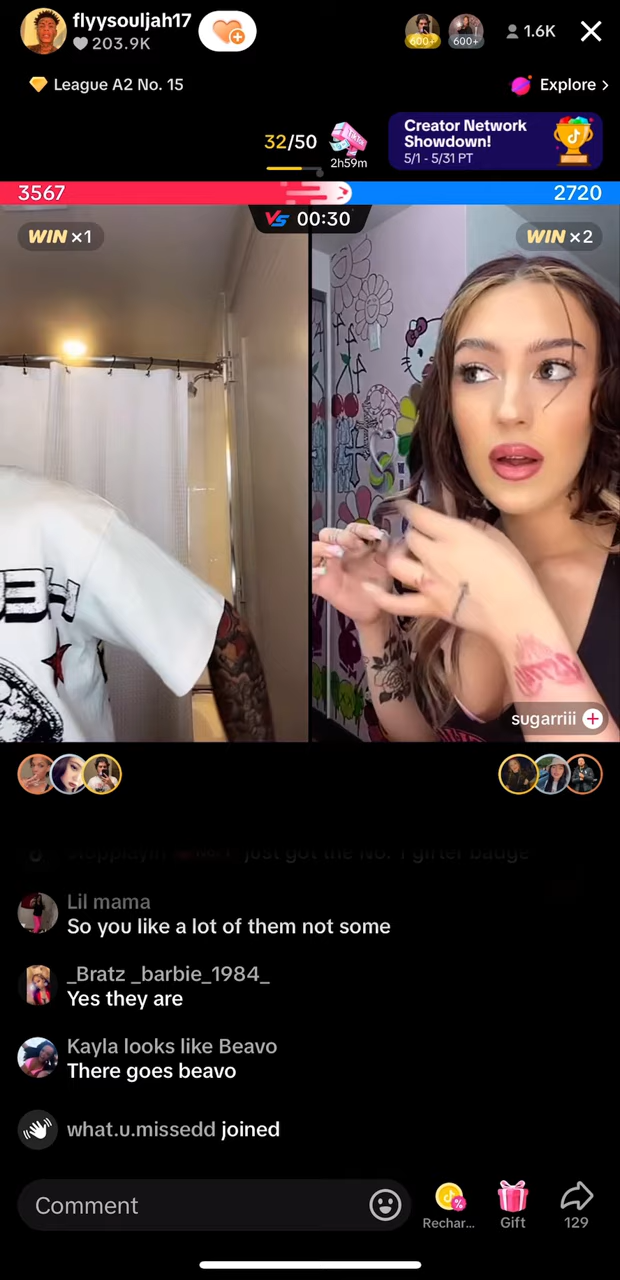 flyysouljah17
203.9K
600+
600+
1.6K
League A2 No. 15
Explore >
32/50
2h59m
Creator Network
Showdown!
5/1 - 5/31 PT
3567
2720
VS 00:30
WIN x1
WIN x2
sugarriii
just got the No. 1 gifter badge
Lil mama
So you like a lot of them not some
_Bratz _barbie_1984_
Yes they are
Kayla looks like Beavo
There goes beavo
what.u.missedd joined
Comment
Rechar...
Gift
129